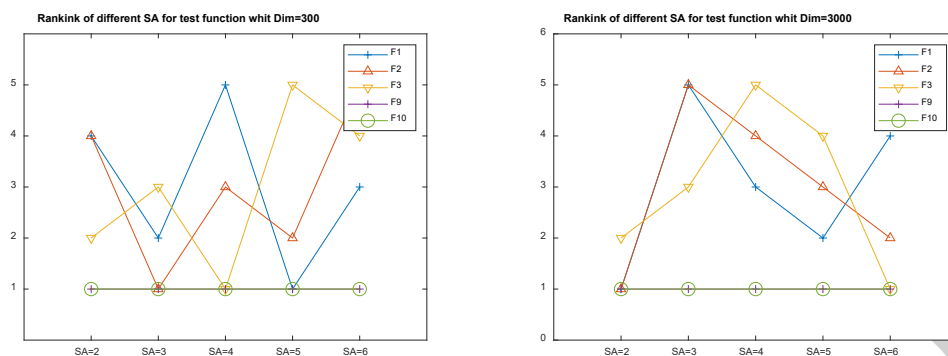 Rankink of different SA for test function whit Dim=300
5
4
3
2
1
SA=2 SA=3 SA=4 SA=5 SA=6
F1
F2
F3
F9
F10
Rankink of different SA for test function whit Dim=3000
6
5
4
3
2
1
0
SA=2 SA=3 SA=4 SA=5 SA=6
F1
F2
F3
F9
F10